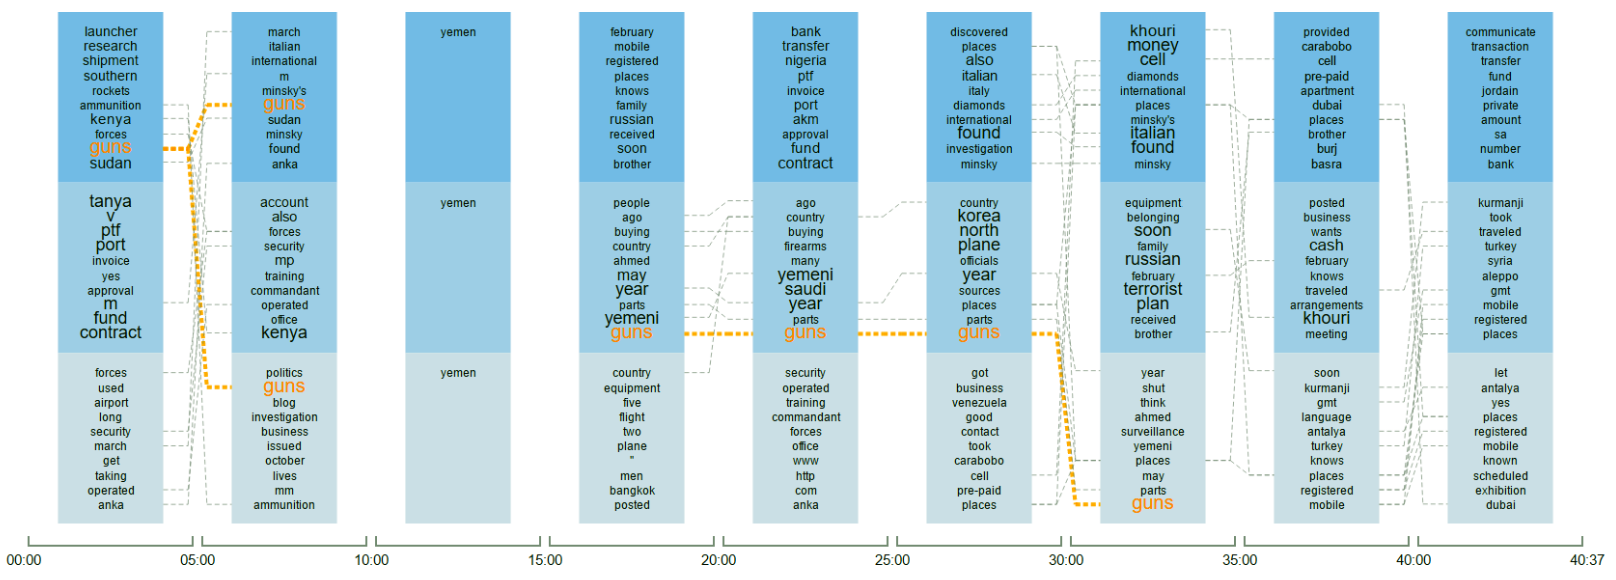 launcher
research
shipment
southern
rockets
ammunition
kenya
forces
guns
sudan
tanya
v
ptf
port
invoice
yes
approval
m
fund
contract
forces
used
airport
long
security
march
get
taking
operated
anka
march
italian
international
m
minsky's
guns
sudan
minsky
found
anka
account
also
forces
security
mp
training
commandant
operated
office
kenya
politics
guns
blog
investigation
business
issued
october
lives
mm
ammunition
yemen
yemen
yemen
february
mobile
registered
places
knows
family
russian
received
soon
brother
people
ago
buying
country
ahmed
may
year
parts
yemeni
guns
country
equipment
five
flight
two
plane
"
men
bangkok
posted
bank
transfer
nigeria
ptf
invoice
port
akm
approval
fund
contract
ago
country
buying
firearms
many
yemeni
saudi
year
parts
guns
security
operated
training
commandant
forces
office
www
http
com
anka
discovered
places
also
italian
italy
diamonds
international
found
investigation
minsky
country
korea
north
plane
officials
year
sources
places
parts
guns
got
business
venezuela
good
contact
took
carabobo
cell
pre-paid
places
khouri
money
cell
diamonds
international
places
minsky's
italian
found
minsky
equipment
belonging
soon
family
russian
february
terrorist
plan
received
brother
year
shut
think
ahmed
surveillance
yemeni
places
may
parts
guns
provided
carabobo
cell
pre-paid
apartment
dubai
places
brother
burj
basra
posted
business
wants
cash
february
knows
traveled
arrangements
khouri
meeting
soon
kurmanji
gmt
language
antalya
turkey
knows
places
registered
mobile
communicate
transaction
transfer
fund
jordain
private
amount
sa
number
bank
kurmanji
took
traveled
turkey
syria
aleppo
gmt
mobile
registered
places
let
antalya
yes
places
registered
mobile
known
scheduled
exhibition
dubai
00:00 05:00 10:00 15:00 20:00 25:00 30:00 35:00 40:00 40:37